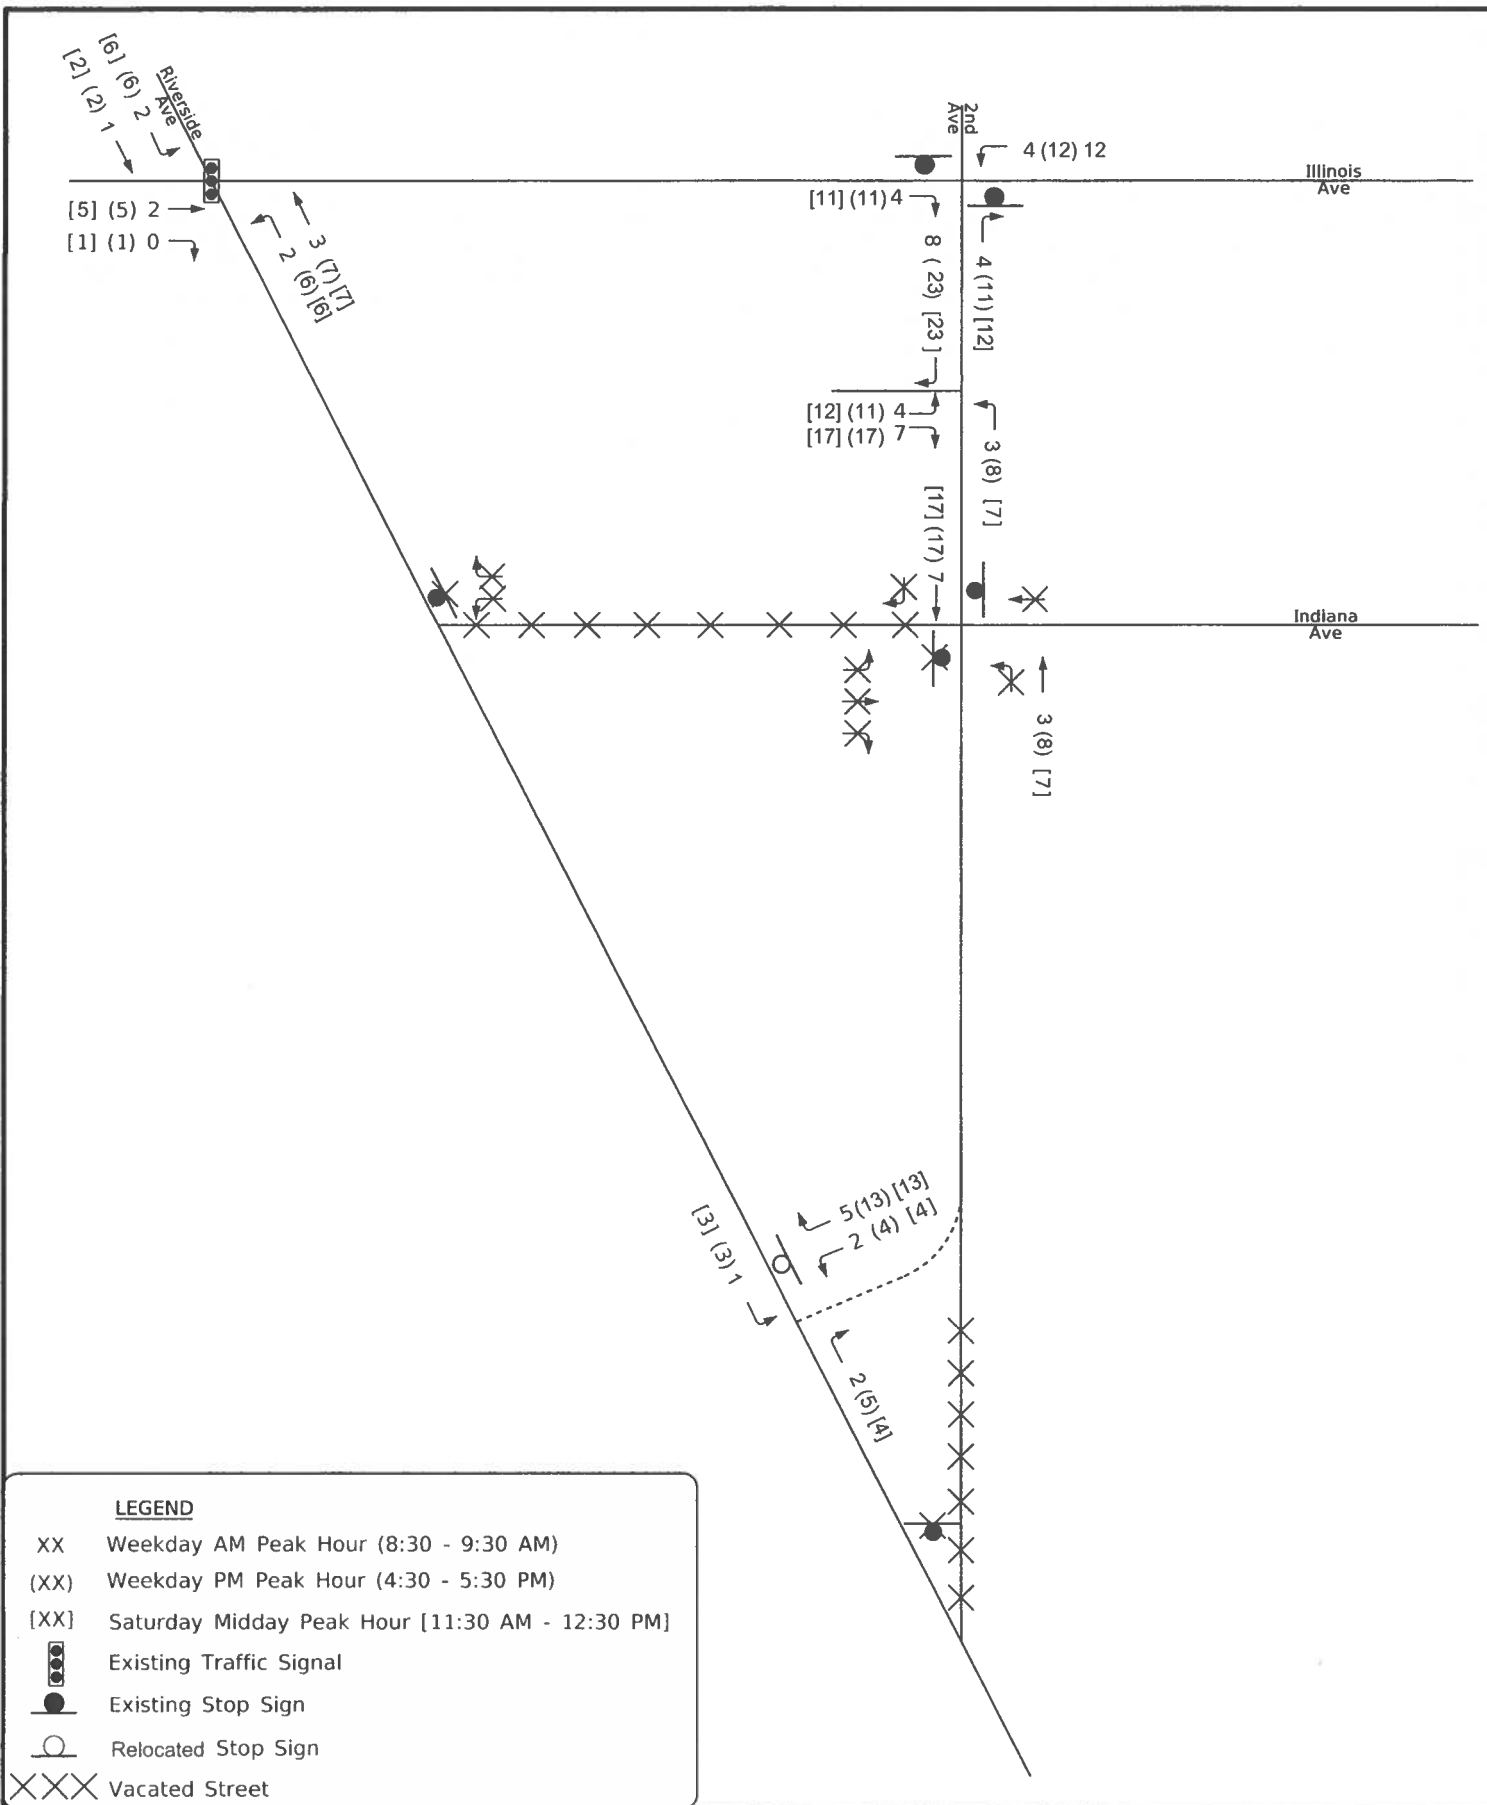 [6] (6) 2
[2] (2) 1
Riverside
Ave
2nd
Ave
4 (12) 12
Illinois
Ave
[5] (5) 2
[1] (1) 0
3 (7) [7]
2 (6) [6]
[11] (11) 4
8 ( 23) [23 ]
4 (11) [12]
[12] (11) 4
[17] (17) 7
3 (8) [7]
[17] (17) 7
Indiana
Ave
3 (8) [7]
5 (13) [13]
2 (4) [4]
[3] (3) 1
2 (5) [4]
LEGEND
XX Weekday AM Peak Hour (8:30 - 9:30 AM)
(XX) Weekday PM Peak Hour (4:30 - 5:30 PM)
[XX] Saturday Midday Peak Hour [11:30 AM - 12:30 PM]
Existing Traffic Signal
Existing Stop Sign
Relocated Stop Sign
Vacated Street